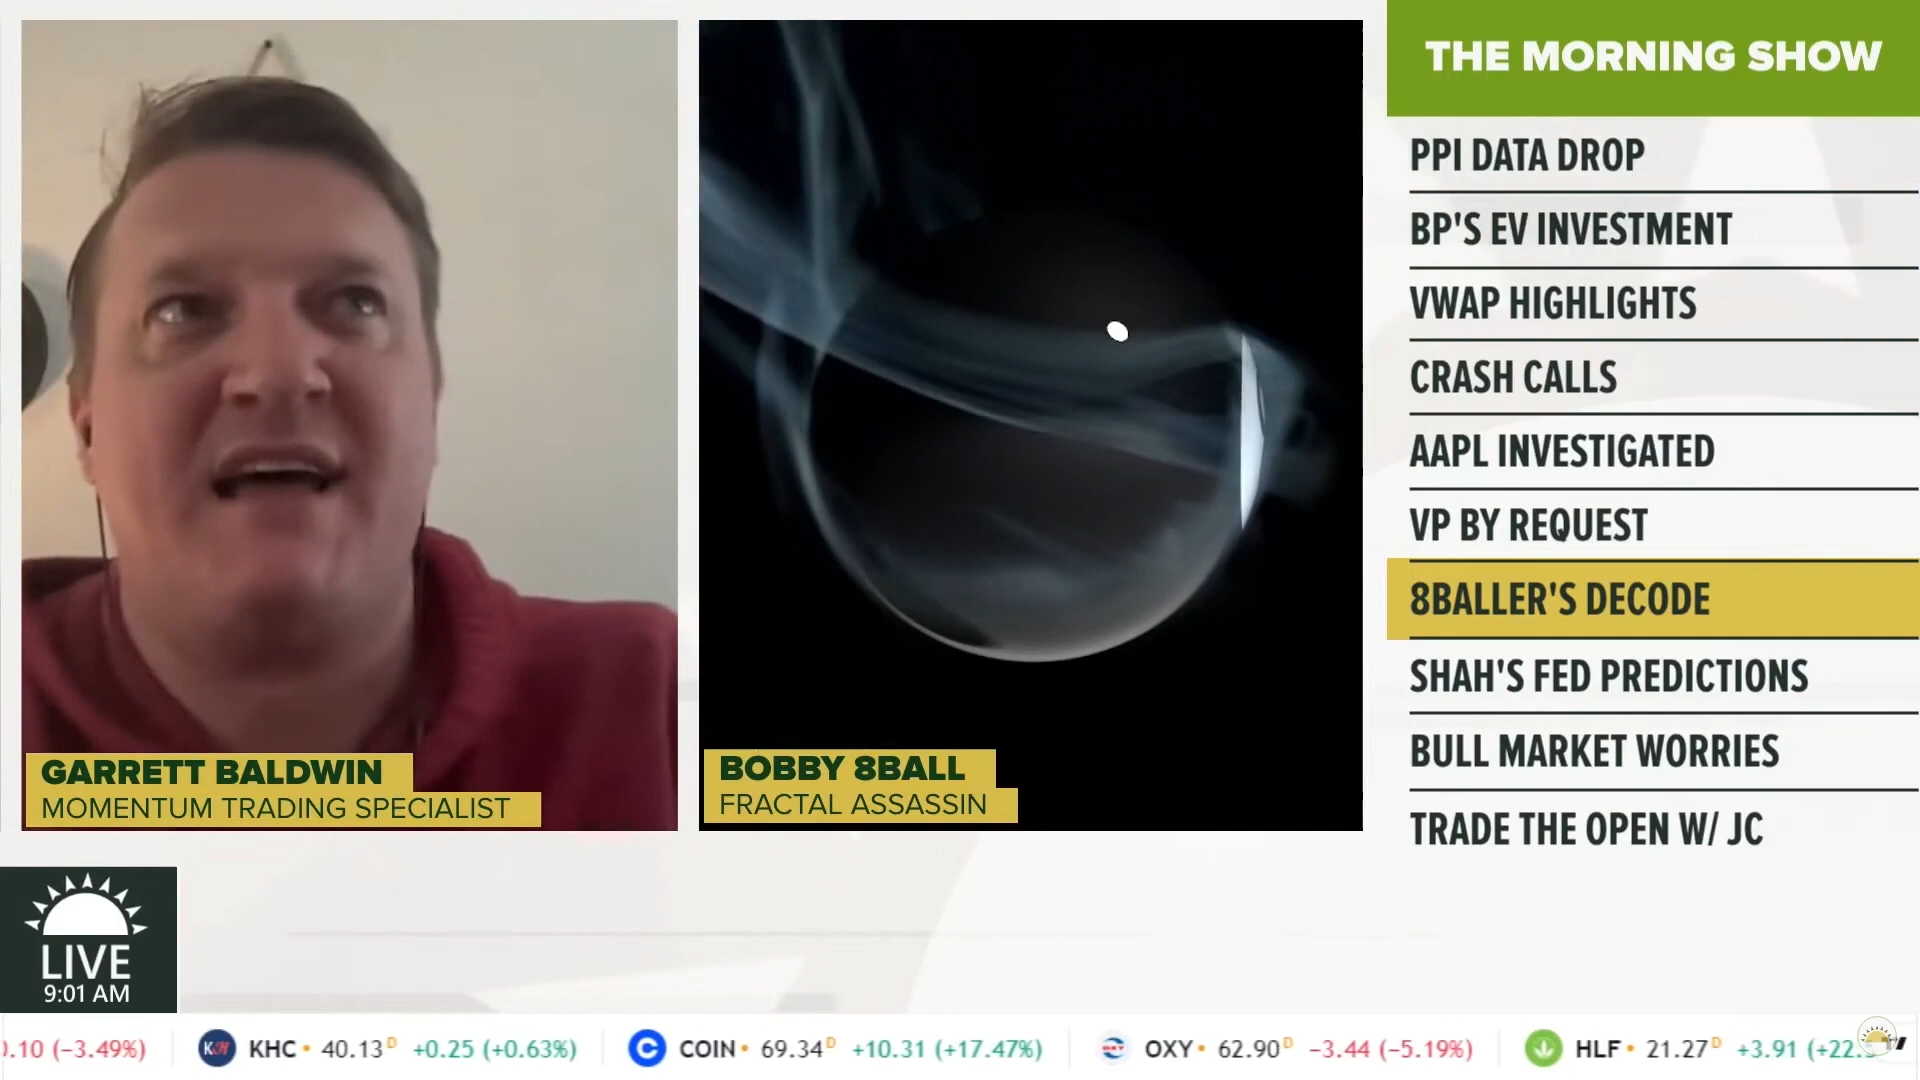 THE MORNING SHOW
PPI DATA DROP
BP'S EV INVESTMENT
VWAP HIGHLIGHTS
CRASH CALLS
AAPL INVESTIGATED
VP BY REQUEST
8BALLER'S DECODE
SHAH'S FED PREDICTIONS
BULL MARKET WORRIES
TRADE THE OPEN W/ JC
GARRETT BALDWIN
MOMENTUM TRADING SPECIALIST
BOBBY 8BALL
FRACTAL ASSASSIN
LIVE
9:01 AM
.10 (−3.49%) KHC • 40.13 D +0.25 (+0.63%) COIN • 69.34 D +10.31 (+17.47%) OXY • 62.90 D −3.44 (−5.19%) HLF • 21.27 D +3.91 (+22.